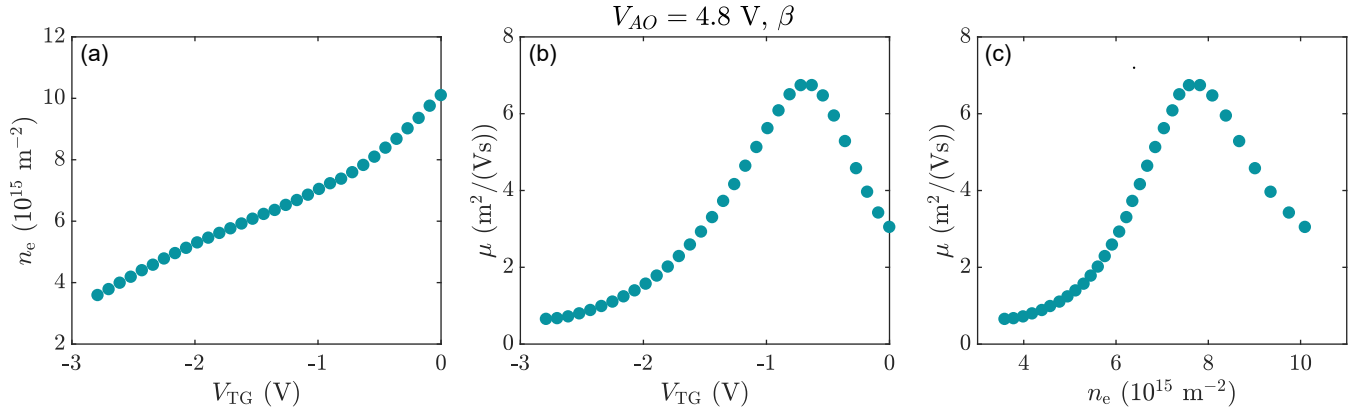 V_AO = 4.8 V, β
(a)
12
10
8
6
4
2
n_e (10^15 m^−2)
-3
-2
-1
0
V_TG (V)
(b)
8
6
4
2
0
μ (m²/(Vs))
-3
-2
-1
0
V_TG (V)
(c)
8
6
4
2
0
μ (m²/(Vs))
4
6
8
10
n_e (10^15 m^−2)